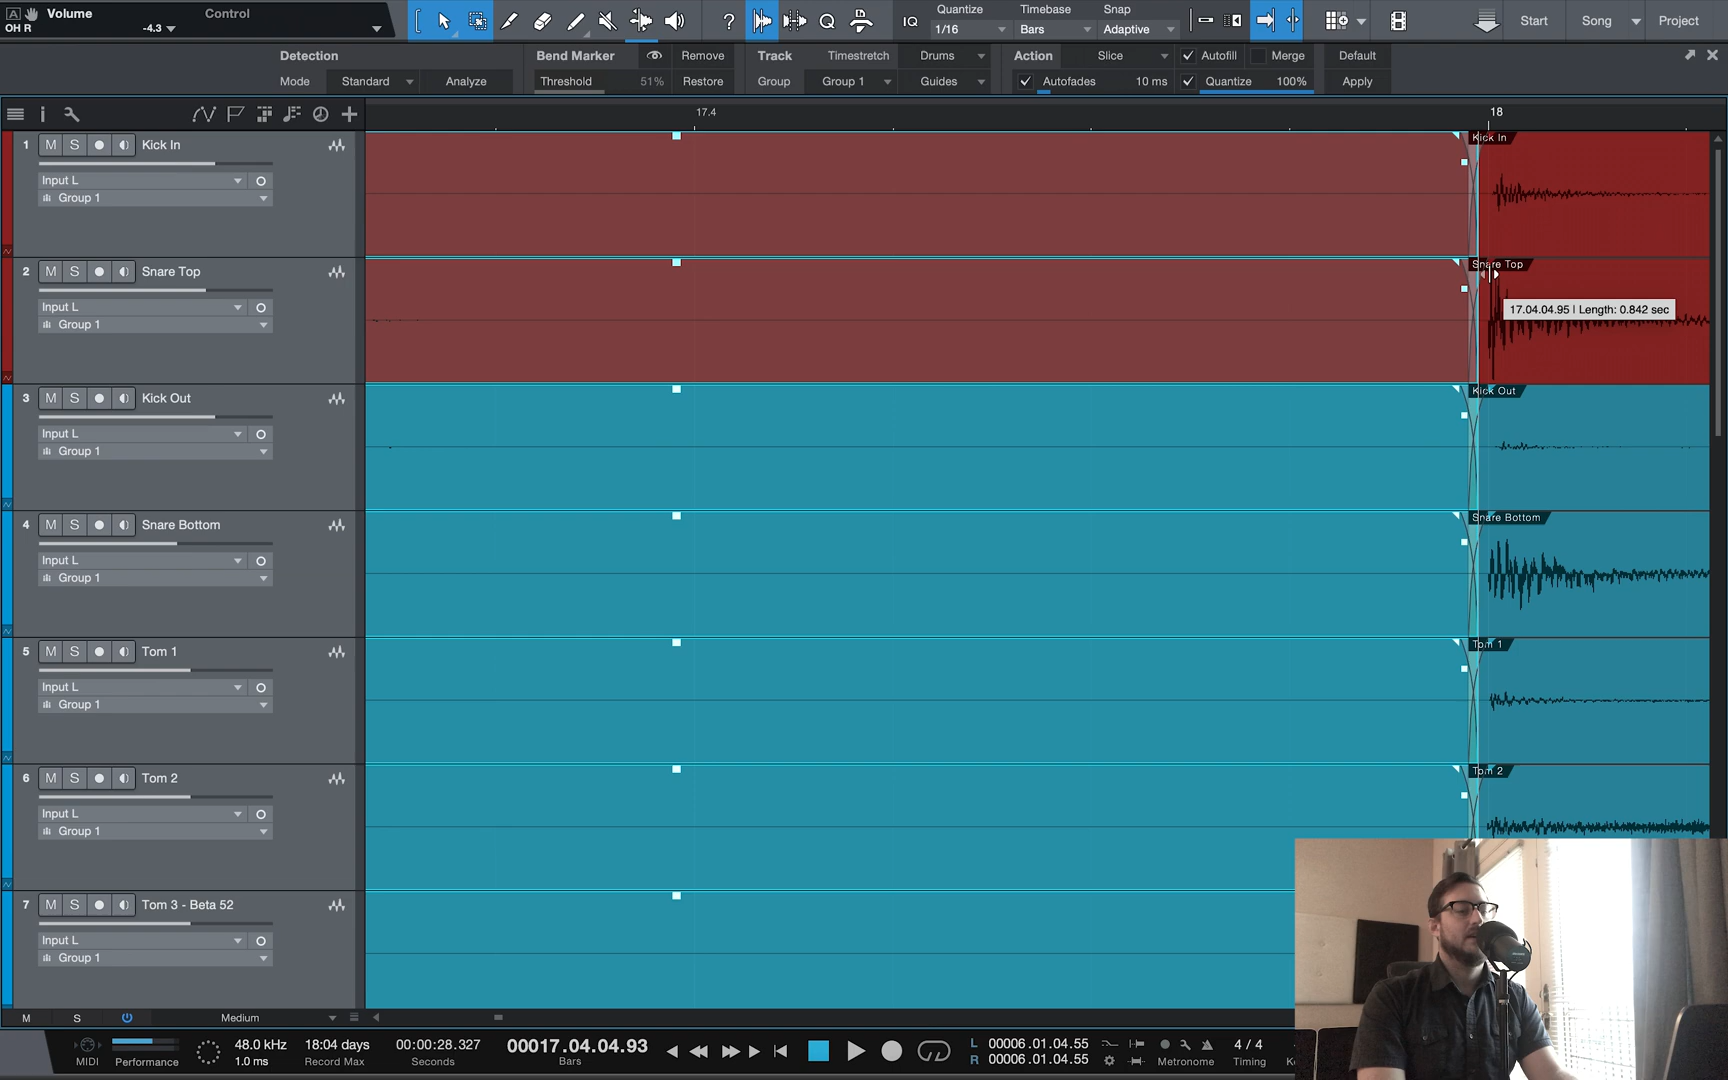 Volume
Control
OH R
-4.3
IQ
Quantize
1/16
Timebase
Bars
Snap
Adaptive
Start
Song
Project
Detection
Mode
Standard
Analyze
Bend Marker
Remove
Threshold
51%
Restore
Track
Timestretch
Drums
Group
Group 1
Guides
Action
Slice
Autofill
Merge
Default
Autofades
10 ms
Quantize
100%
Apply
17.4
18
1
M
S
Kick In
Input L
Group 1
Kick In
2
M
S
Snare Top
Input L
Group 1
Snare Top
17.04.04.95 | Length: 0.842 sec
3
M
S
Kick Out
Input L
Group 1
Kick Out
4
M
S
Snare Bottom
Input L
Group 1
Snare Bottom
5
M
S
Tom 1
Input L
Group 1
Tom 1
6
M
S
Tom 2
Input L
Group 1
Tom 2
7
M
S
Tom 3 - Beta 52
Input L
Group 1
M
S
Medium
MIDI
Performance
48.0 kHz
1.0 ms
18:04 days
Record Max
00:00:28.327
Seconds
00017.04.04.93
Bars
L
00006.01.04.55
R
00006.01.04.55
Metronome
4 / 4
Timing